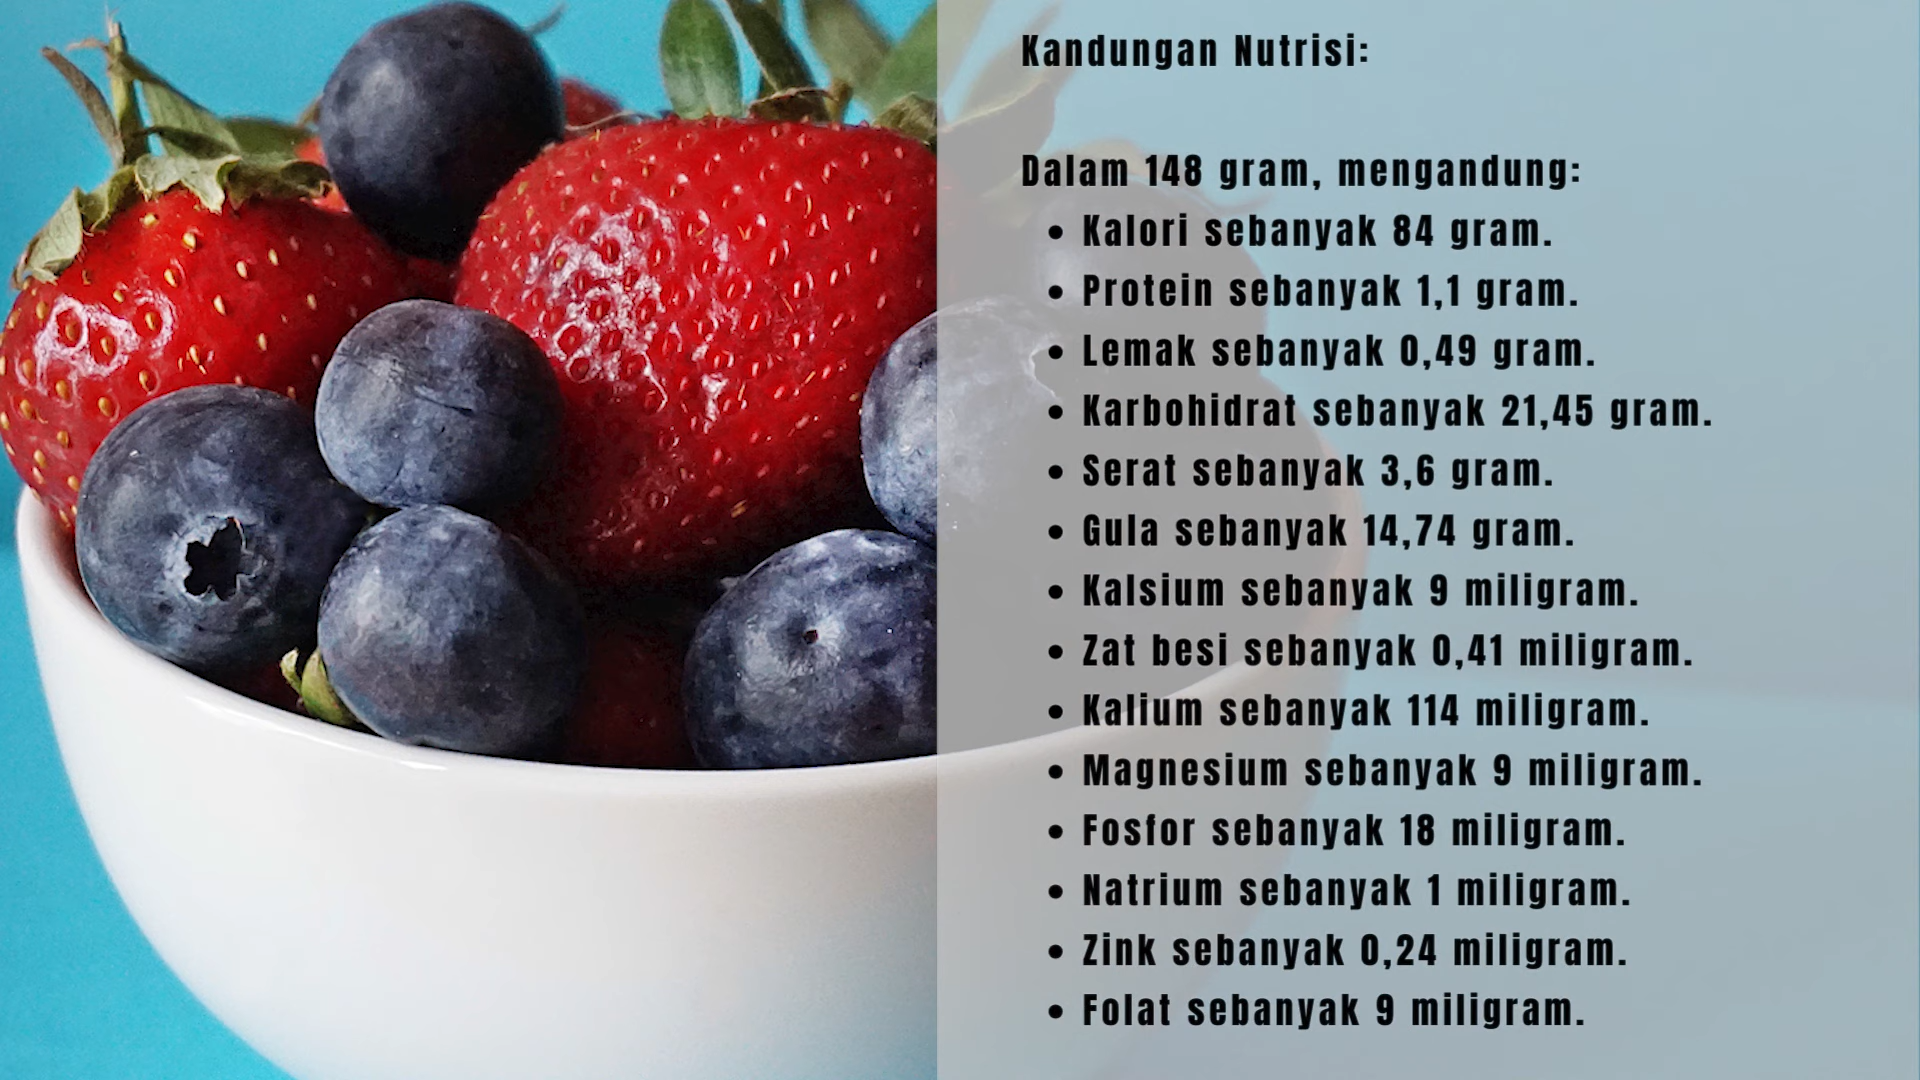 Kandungan Nutrisi:
Dalam 148 gram, mengandung:
• Kalori sebanyak 84 gram.
• Protein sebanyak 1,1 gram.
• Lemak sebanyak 0,49 gram.
• Karbohidrat sebanyak 21,45 gram.
• Serat sebanyak 3,6 gram.
• Gula sebanyak 14,74 gram.
• Kalsium sebanyak 9 miligram.
• Zat besi sebanyak 0,41 miligram.
• Kalium sebanyak 114 miligram.
• Magnesium sebanyak 9 miligram.
• Fosfor sebanyak 18 miligram.
• Natrium sebanyak 1 miligram.
• Zink sebanyak 0,24 miligram.
• Folat sebanyak 9 miligram.